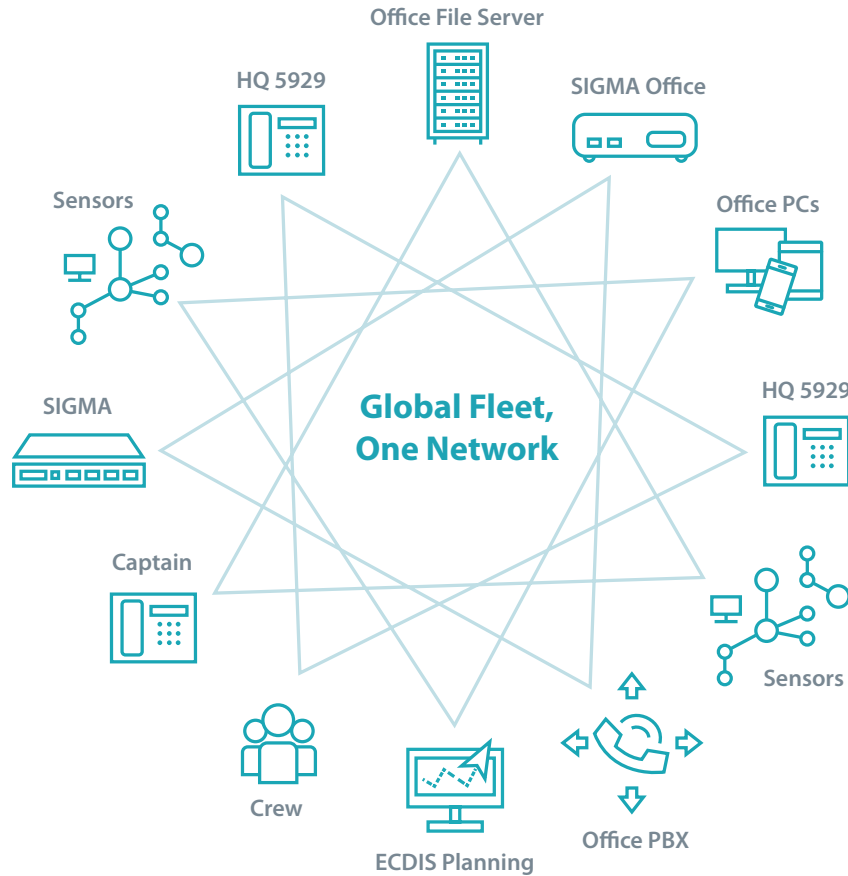 Office File Server
HQ 5929
SIGMA Office
Sensors
Office PCs
HQ 5929
SIGMA
Global Fleet,
One Network
Captain
Sensors
Crew
Office PBX
ECDIS Planning